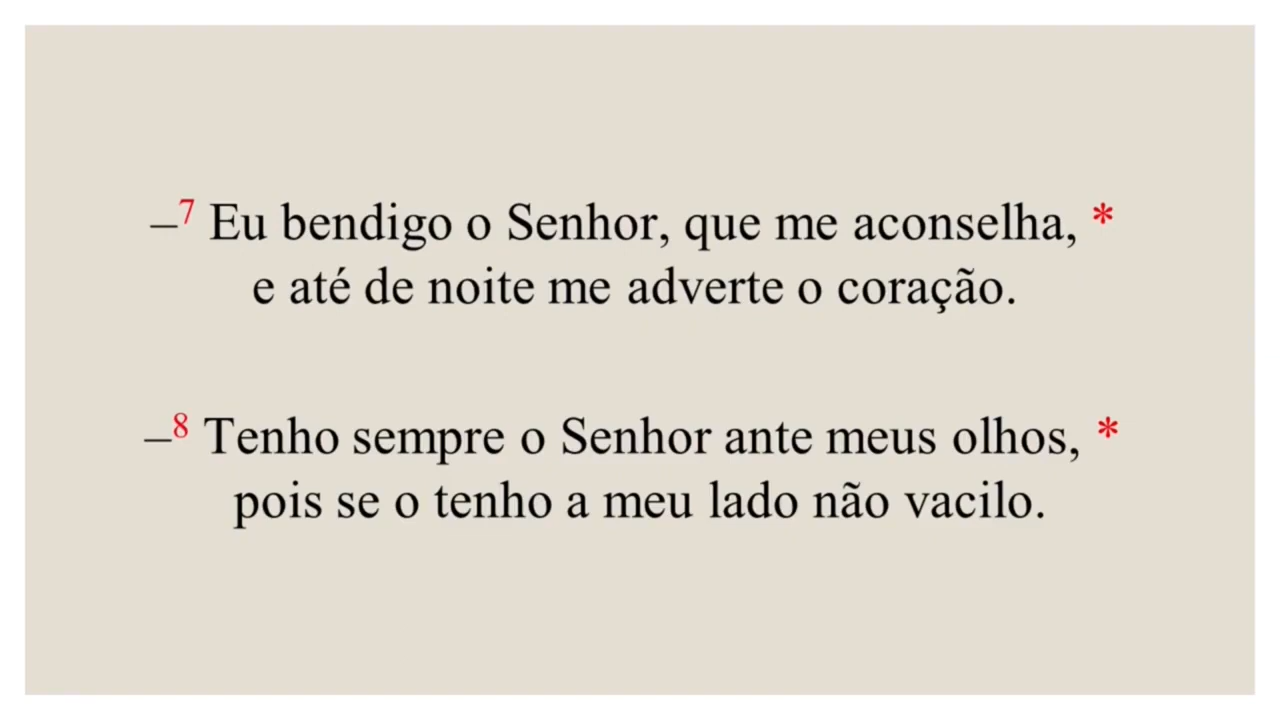 –7 Eu bendigo o Senhor, que me aconselha, *
e até de noite me adverte o coração.
–8 Tenho sempre o Senhor ante meus olhos, *
pois se o tenho a meu lado não vacilo.